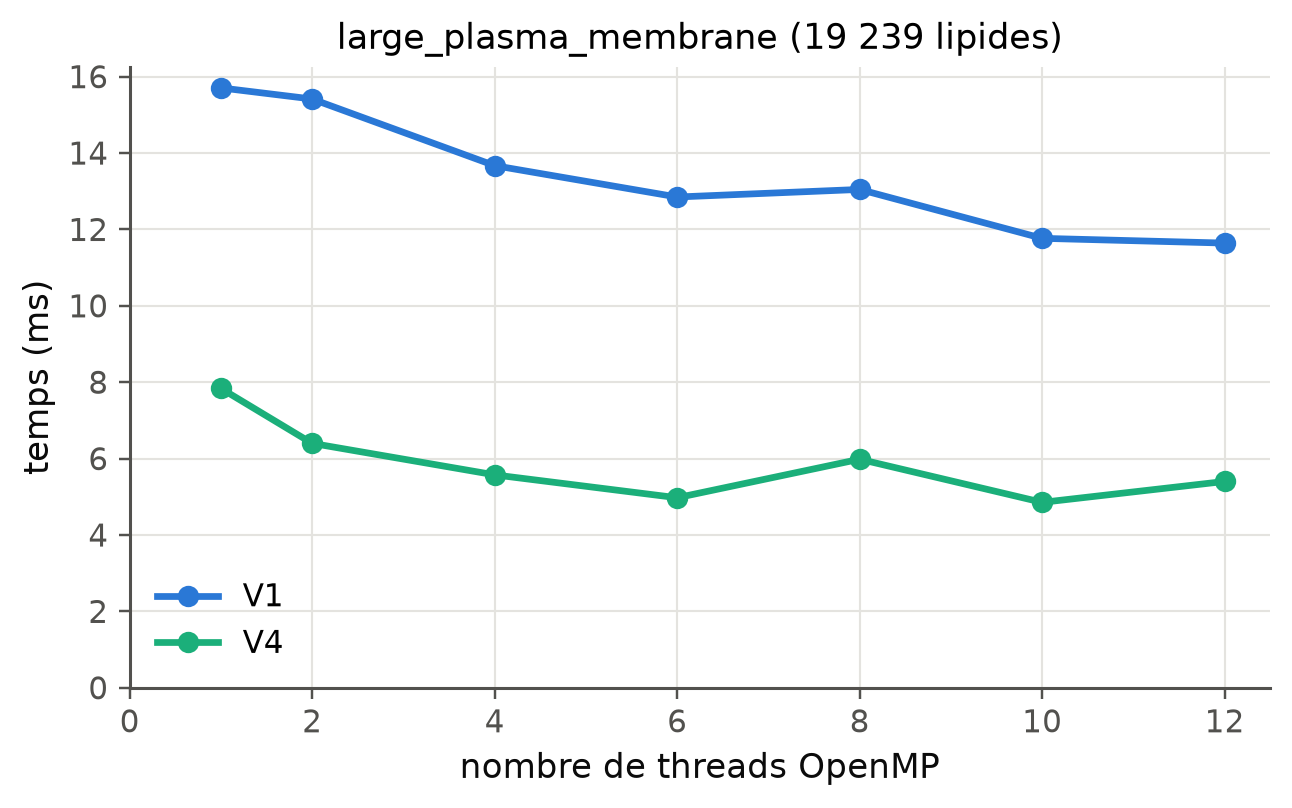 large_plasma_membrane (19 239 lipides)
16
14
12
10
8
6
4
2
0
temps (ms)
V1
V4
0 2 4 6 8 10 12
nombre de threads OpenMP